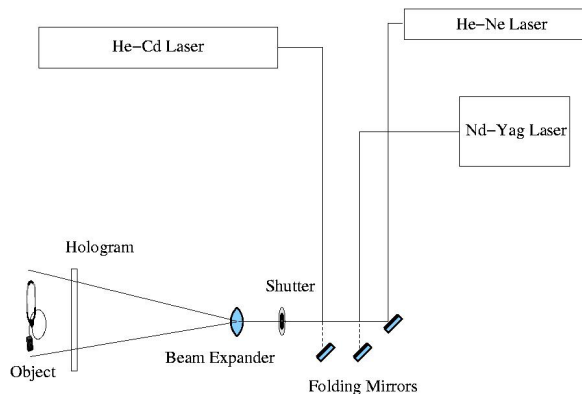 He-Ne Laser
He-Cd Laser
Nd-Yag Laser
Hologram
Shutter
Object
Beam Expander
Folding Mirrors